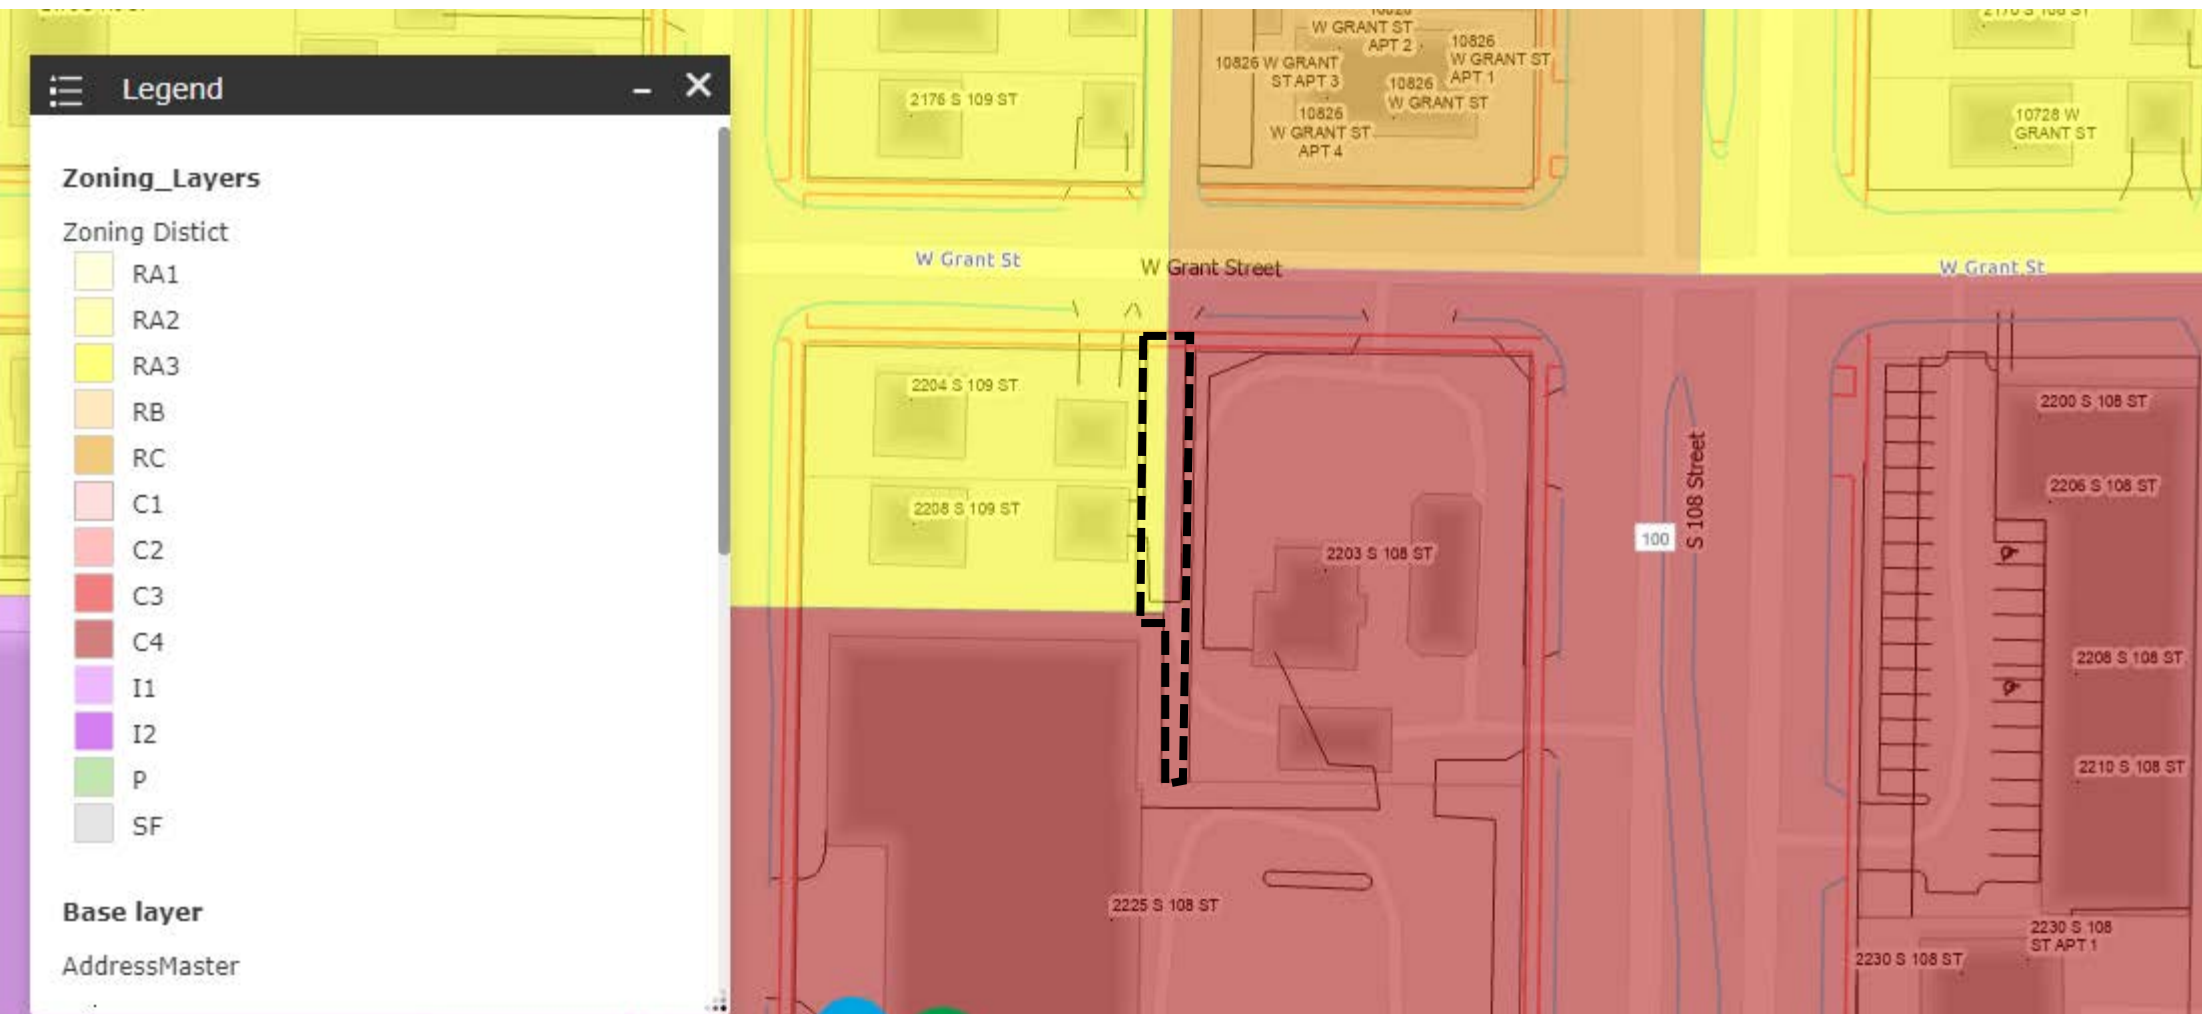 Legend
Zoning_Layers
Zoning Distict
RA1
RA2
RA3
RB
RC
C1
C2
C3
C4
I1
I2
P
SF
Base layer
AddressMaster
2176 S 109 ST
W GRANT ST
APT 2
10826
W GRANT ST
APT 1
10826 W GRANT
ST APT 3
10826
W GRANT ST
10826
W GRANT ST
APT 4
2170 S 108 ST
10728 W
GRANT ST
W Grant St
W Grant Street
W Grant St
2204 S 109 ST
2208 S 109 ST
2203 S 108 ST
100
S 108 Street
2200 S 108 ST
2206 S 108 ST
2208 S 108 ST
2210 S 108 ST
2225 S 108 ST
2230 S 108
ST APT 1
2230 S 108 ST